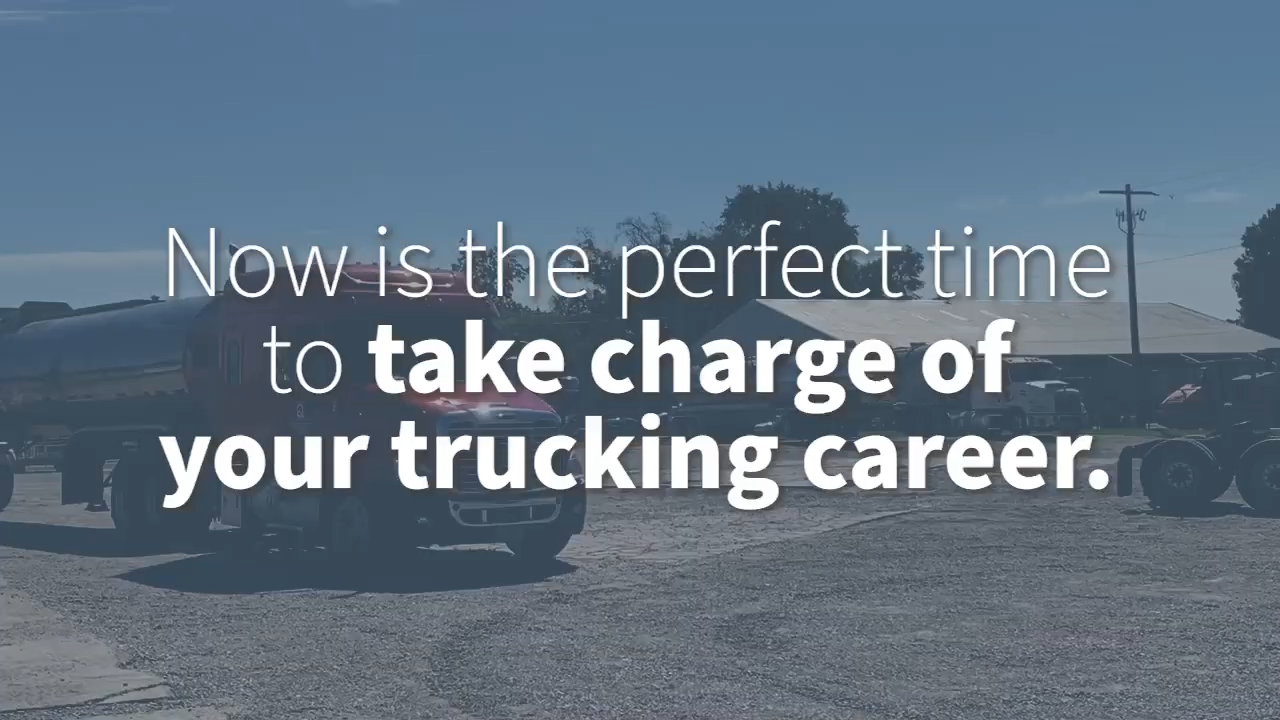 Now is the perfect time
to take charge of
your trucking career.